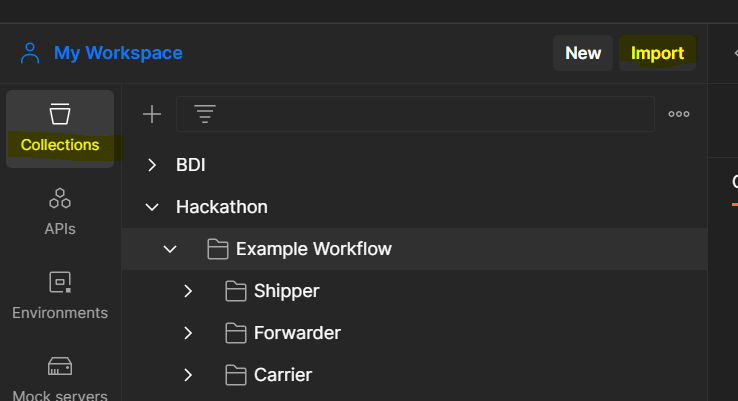 My Workspace
New
Import
Collections
BDI
APIs
Hackathon
Example Workflow
Environments
Shipper
Forwarder
Mock servers
Carrier